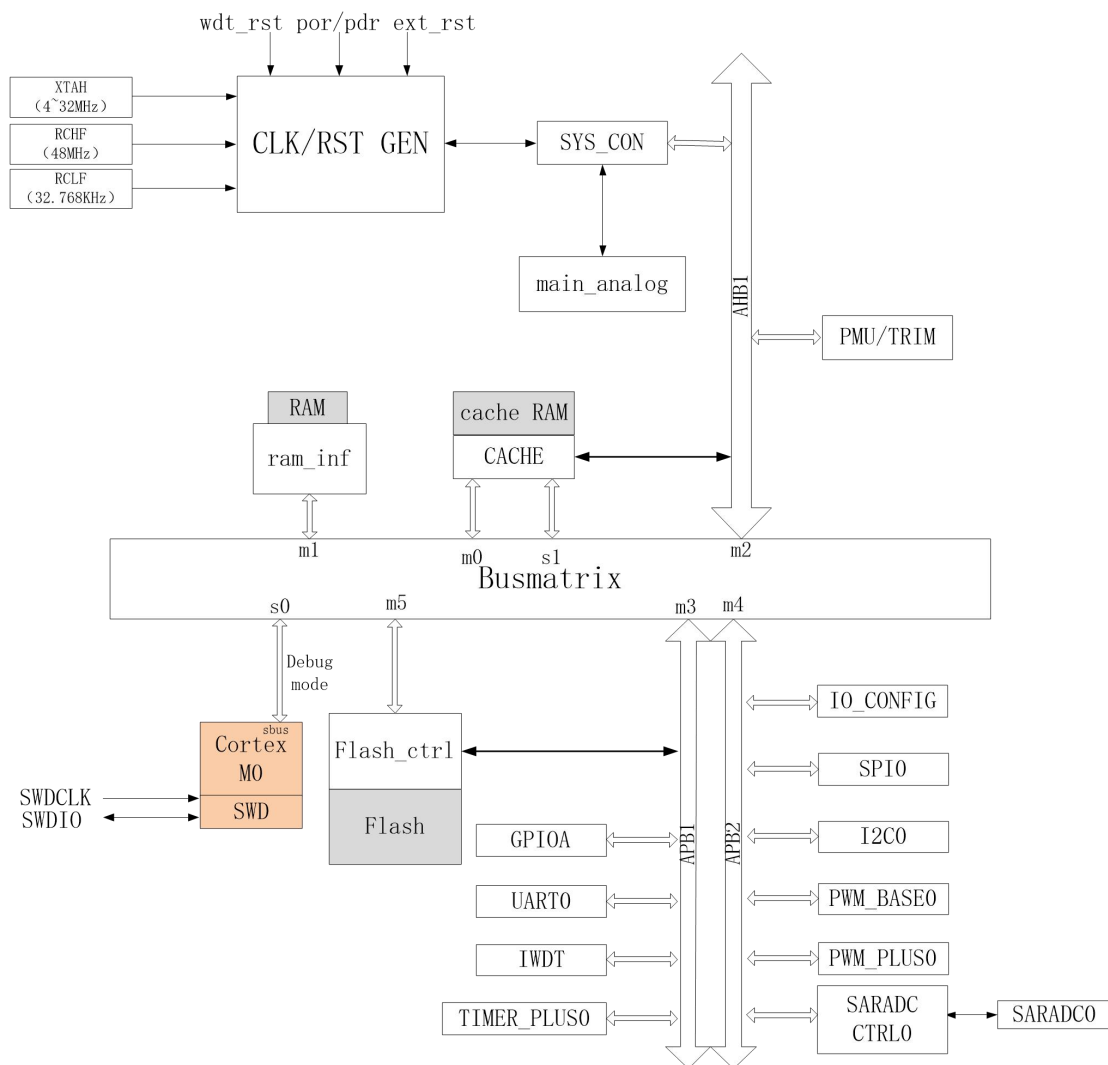 wdt_rst por/pdr ext_rst
XTAH
(4~32MHz)
RCHF
(48MHz)
RCLF
(32.768KHz)
CLK/RST GEN
SYS_CON
main_analog
AHB1
PMU/TRIM
RAM
ram_inf
cache RAM
CACHE
m1
m0
s1
m2
Busmatrix
s0
m5
m3
m4
Debug
mode
sbus
Cortex
M0
SWD
SWDCLK
SWDIO
Flash_ctrl
Flash
GPIOA
UART0
IWDT
TIMER_PLUS0
APB1
APB2
IO_CONFIG
SPI0
I2C0
PWM_BASE0
PWM_PLUS0
SARADC
CTRL0
SARADC0